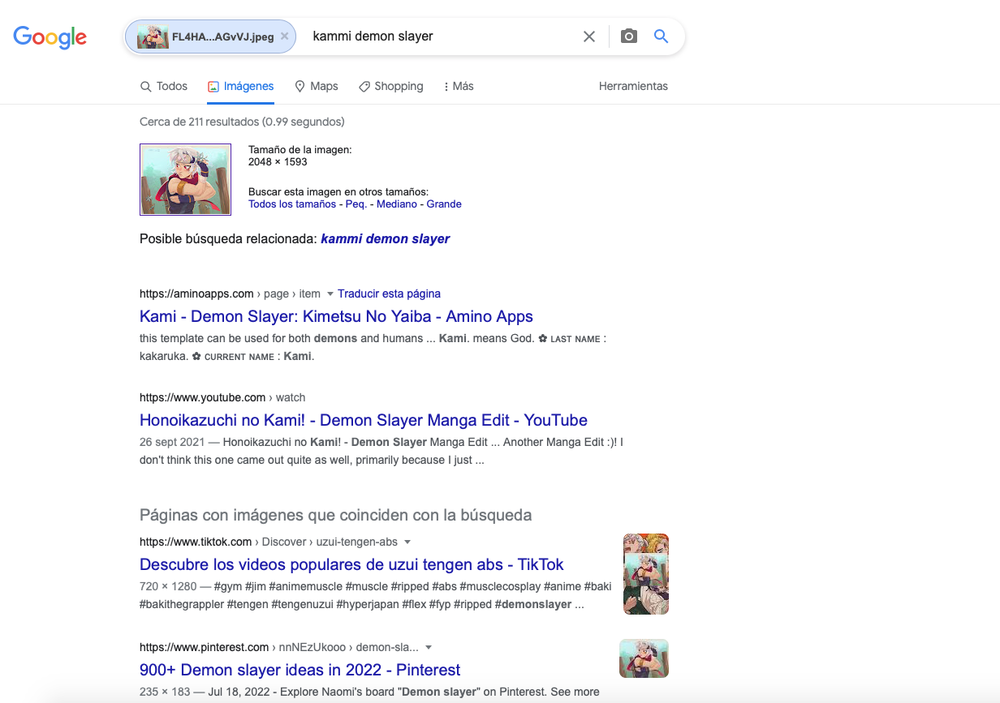 Google
FL4HA...AGvVJ.jpeg × kammi demon slayer
Todos Imágenes Maps Shopping Más Herramientas
Cerca de 211 resultados (0.99 segundos)
Tamaño de la imagen:
2048 × 1593
Buscar esta imagen en otros tamaños:
Todos los tamaños - Peq. - Mediano - Grande
Posible búsqueda relacionada: kammi demon slayer
https://aminoapps.com › page › item Traducir esta página
Kami - Demon Slayer: Kimetsu No Yaiba - Amino Apps
this template can be used for both demons and humans ... Kami. means God. ✿ ʟᴀsᴛ ɴᴀᴍᴇ :
kakaruka. ✿ ᴄᴜʀʀᴇɴᴛ ɴᴀᴍᴇ : Kami.
https://www.youtube.com › watch
Honoikazuchi no Kami! - Demon Slayer Manga Edit - YouTube
26 sept 2021 — Honoikazuchi no Kami! - Demon Slayer Manga Edit ... Another Manga Edit :)! I
don't think this one came out quite as well, primarily because I just ...
Páginas con imágenes que coinciden con la búsqueda
https://www.tiktok.com › Discover › uzui-tengen-abs
Descubre los videos populares de uzui tengen abs - TikTok
720 × 1280 — #gym #jim #animemuscle #muscle #ripped #abs #musclecosplay #anime #baki
#bakithegrappler #tengen #tengenuzui #hyperjapan #flex #fyp #ripped #demonslayer ...
https://www.pinterest.com › nnNEzUkooo › demon-sla...
900+ Demon slayer ideas in 2022 - Pinterest
235 × 183 — Jul 18, 2022 - Explore Naomi's board "Demon slayer" on Pinterest. See more